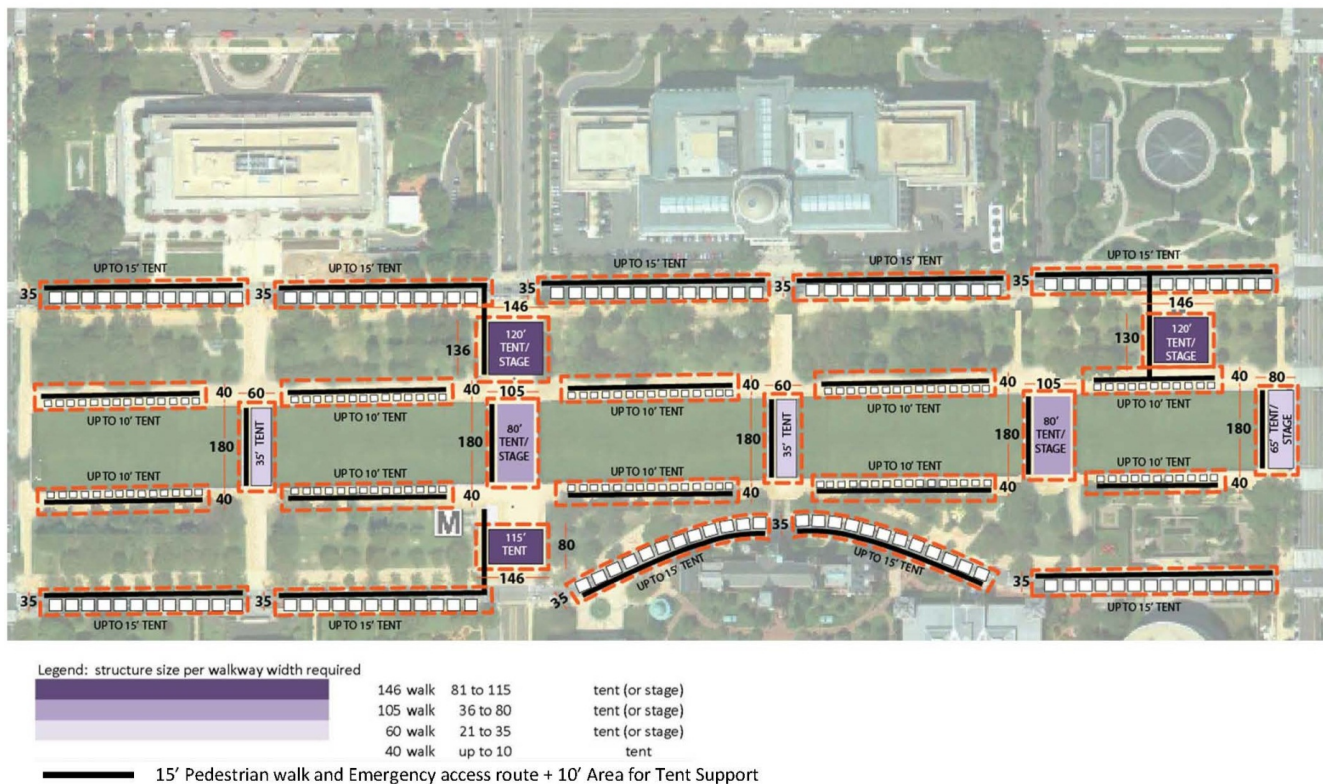 UP TO 15' TENT
UP TO 15' TENT
UP TO 15' TENT
UP TO 15' TENT
UP TO 15' TENT
35
35
35
35
35
146
146
136
120'
TENT/
STAGE
130
120'
TENT/
STAGE
40
60
40
105
40
60
40
105
40
80
UP TO 10' TENT
UP TO 10' TENT
UP TO 10' TENT
UP TO 10' TENT
UP TO 10' TENT
180
35' TENT
180
80'
TENT/
STAGE
180
35' TENT
180
80'
TENT/
STAGE
180
65' TENT/
STAGE
UP TO 10' TENT
UP TO 10' TENT
UP TO 10' TENT
UP TO 10' TENT
UP TO 10' TENT
40
40
40
40
40
M
115'
TENT
80
146
35
UP TO 15' TENT
UP TO 15' TENT
35
35
35
35
UP TO 15' TENT
UP TO 15' TENT
UP TO 15' TENT
Legend: structure size per walkway width required
146 walk 81 to 115 tent (or stage)
105 walk 36 to 80 tent (or stage)
60 walk 21 to 35 tent (or stage)
40 walk up to 10 tent
15' Pedestrian walk and Emergency access route + 10' Area for Tent Support